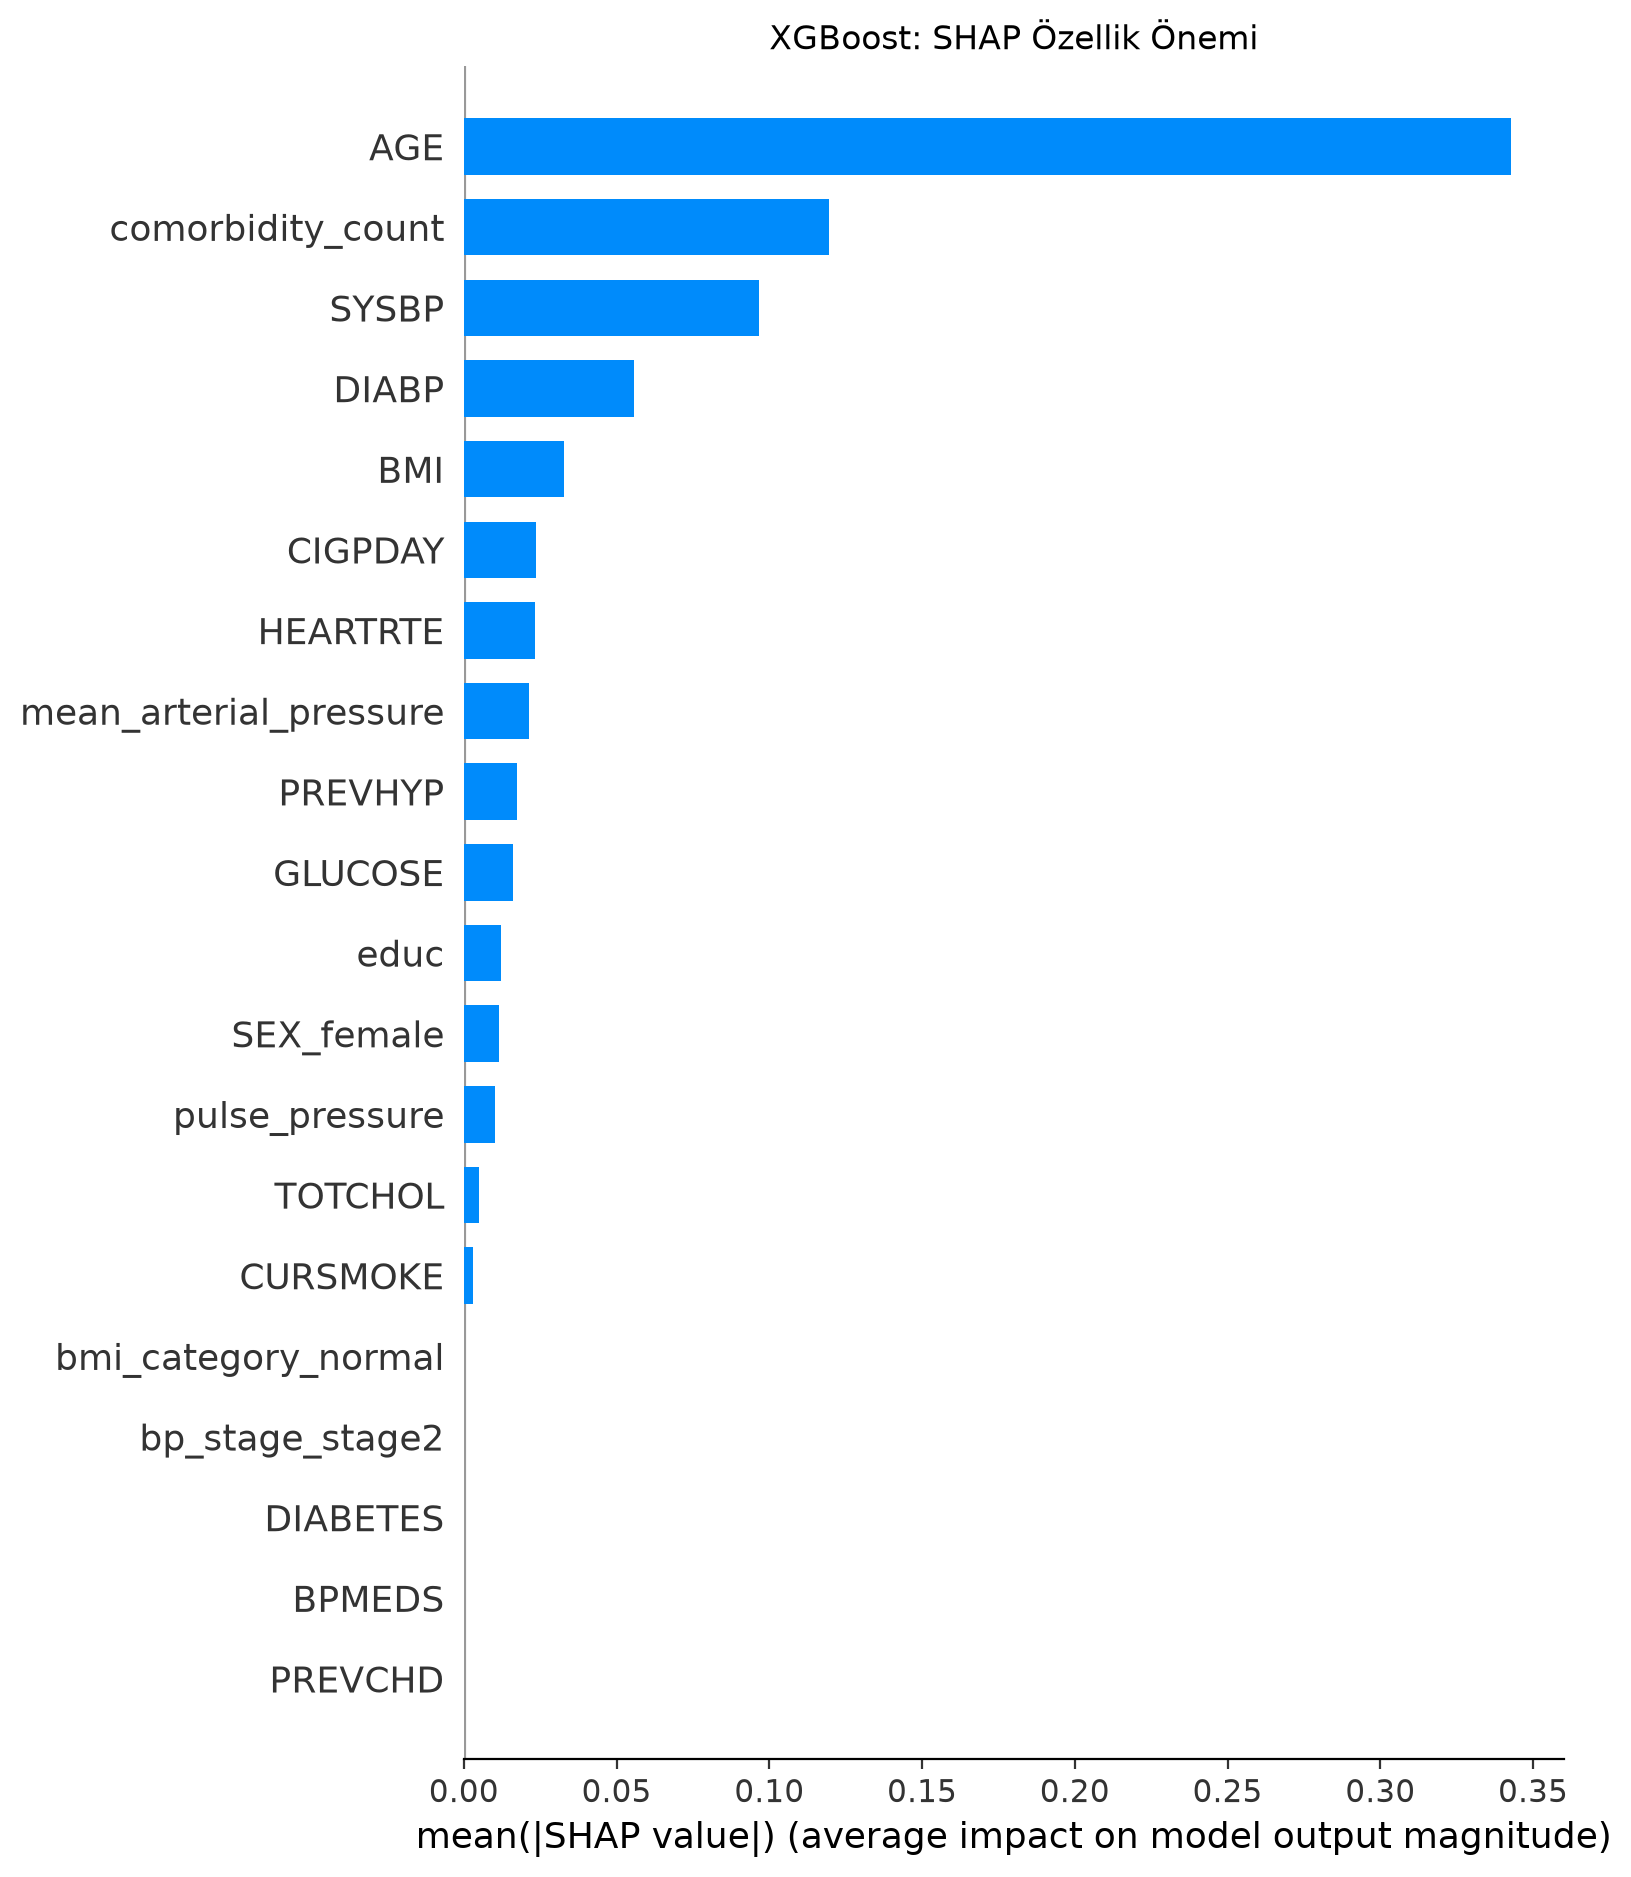 XGBoost: SHAP Özellik Önemi
AGE
comorbidity_count
SYSBP
DIABP
BMI
CIGPDAY
HEARTRTE
mean_arterial_pressure
PREVHYP
GLUCOSE
educ
SEX_female
pulse_pressure
TOTCHOL
CURSMOKE
bmi_category_normal
bp_stage_stage2
DIABETES
BPMEDS
PREVCHD
0.00 0.05 0.10 0.15 0.20 0.25 0.30 0.35
mean(|SHAP value|) (average impact on model output magnitude)